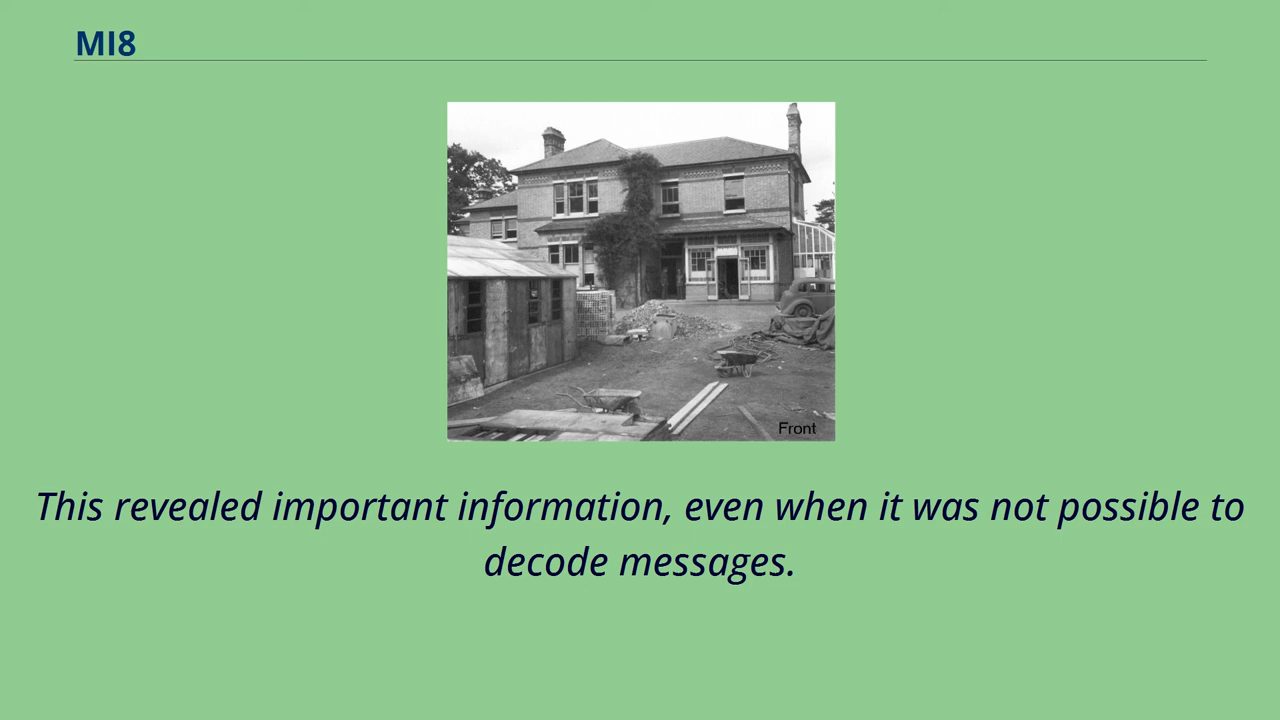 MI8
Front
This revealed important information, even when it was not possible to
decode messages.